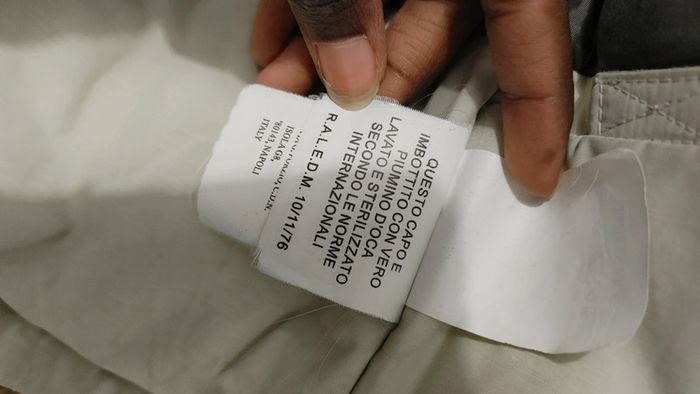 QUESTO CAPO E
IMBOTTITO CON VERO
PIUMINO D'OCA
LAVATO E STERILIZZATO
SECONDO LE NORME
INTERNAZIONALI
R.A.L.E.D.M. 10/11/76
C.D.N.
ISOLA G8,
80143, NAPOLI
ITALY